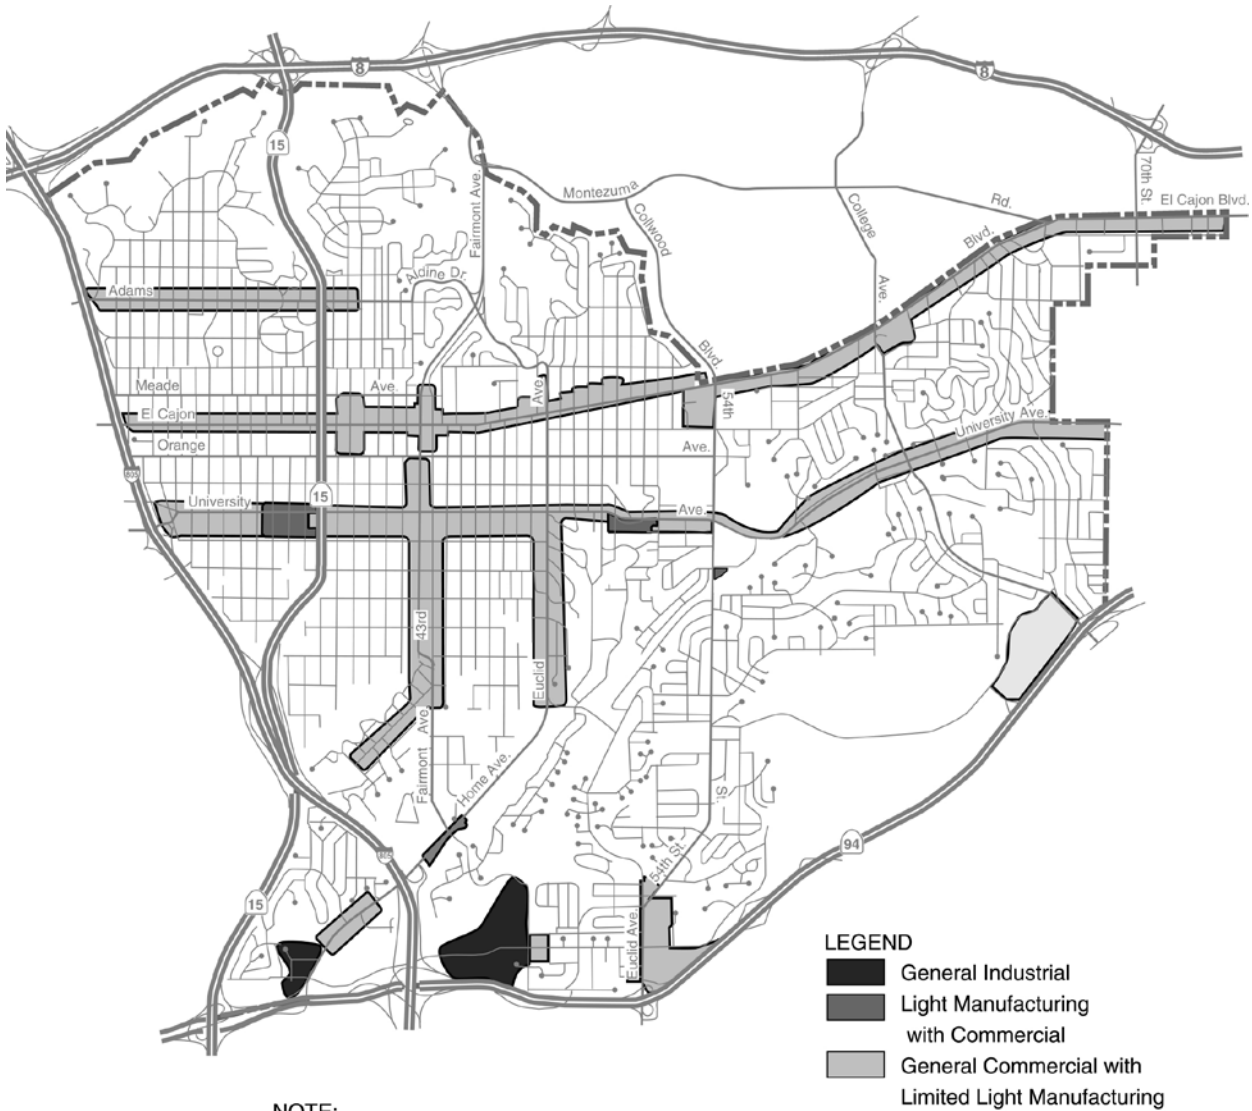 8
8
15
Fairmont Ave.
Montezuma
Collwood
College
Rd.
70th St.
El Cajon Blvd.
Blvd.
Aldine Dr.
Adams
Ave.
Blvd.
Meade
Ave.
Ave.
El Cajon
54th
University Ave.
Orange
Ave.
805
15
University
Ave.
43rd
Euclid
Fairmont Ave.
Home Ave.
St.
94
805
54th St.
15
Euclid Ave.
LEGEND
General Industrial
Light Manufacturing
with Commercial
General Commercial with
Limited Light Manufacturing
NOTE: